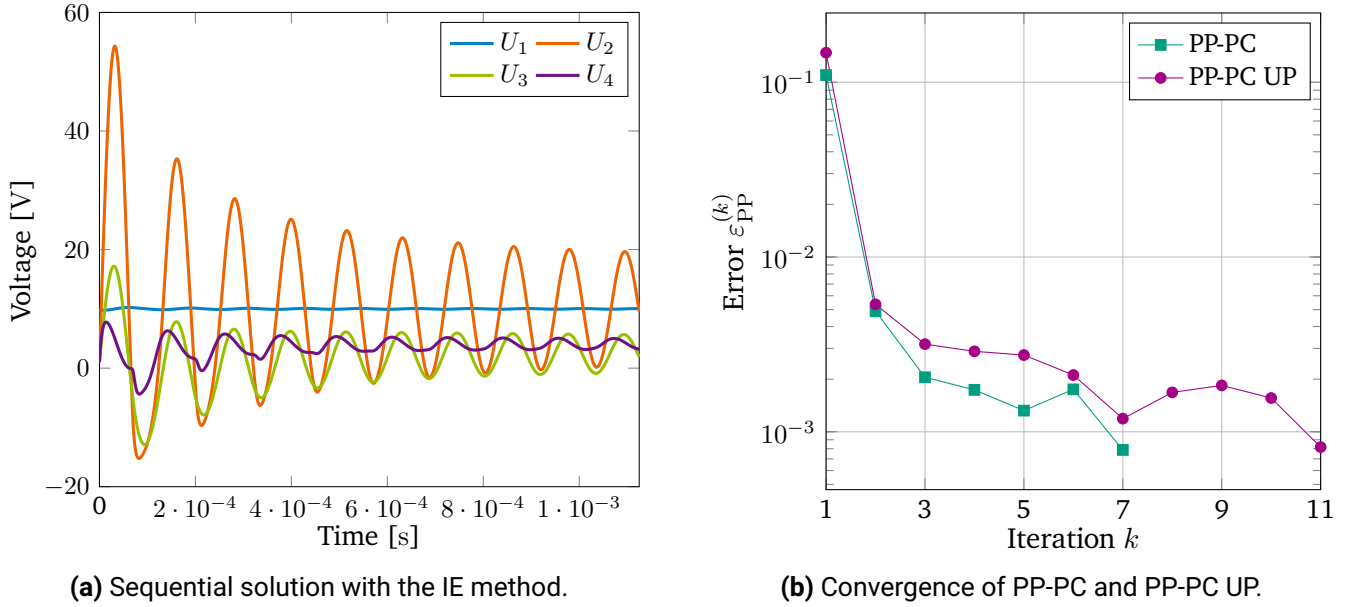 60
40
20
0
−20
Voltage [V]
U₁ U₂
U₃ U₄
0 2 · 10⁻⁴ 4 · 10⁻⁴ 6 · 10⁻⁴ 8 · 10⁻⁴ 1 · 10⁻³
Time [s]
(a) Sequential solution with the IE method.
10⁻¹
10⁻²
10⁻³
Error ε_PP^(k)
PP-PC
PP-PC UP
1 3 5 7 9 11
Iteration k
(b) Convergence of PP-PC and PP-PC UP.